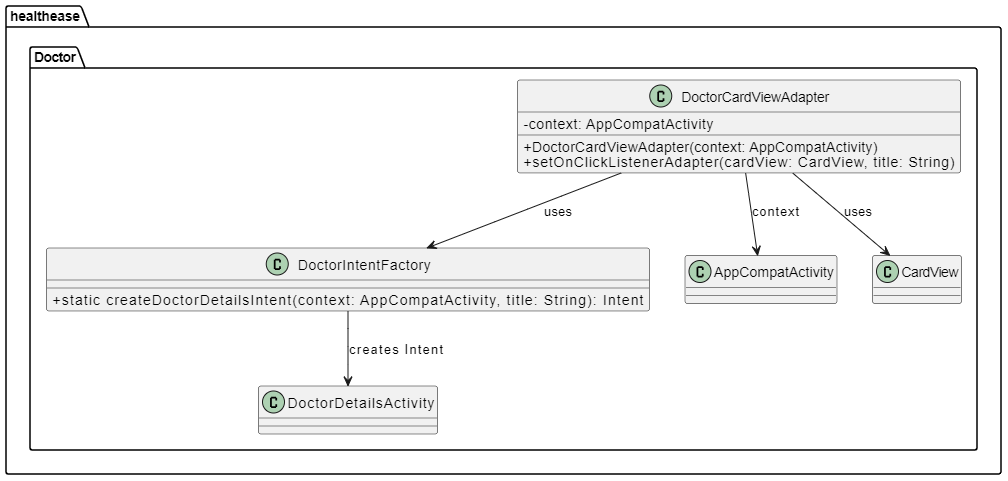 healthease
Doctor
C DoctorCardViewAdapter
-context: AppCompatActivity
+DoctorCardViewAdapter(context: AppCompatActivity)
+setOnClickListenerAdapter(cardView: CardView, title: String)
uses
context
uses
C DoctorIntentFactory
+static createDoctorDetailsIntent(context: AppCompatActivity, title: String): Intent
C AppCompatActivity
C CardView
creates Intent
C DoctorDetailsActivity